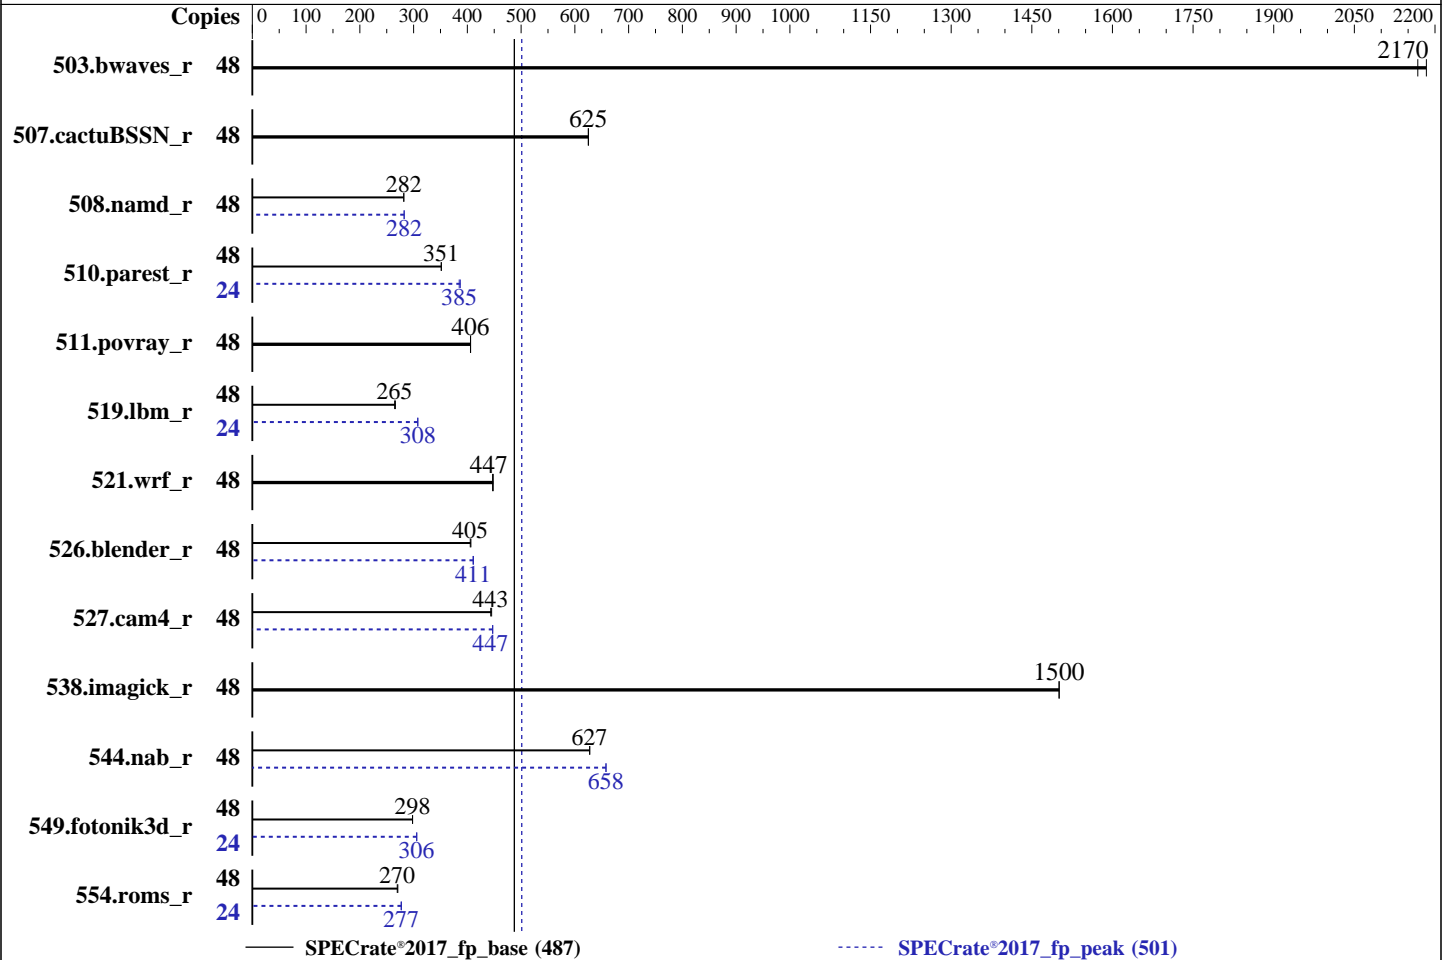 Copies 0 100 200 300 400 500 600 700 800 900 1000 1150 1300 1450 1600 1750 1900 2050 2200
503.bwaves_r 48 2170
507.cactuBSSN_r 48 625
508.namd_r 48 282
282
510.parest_r 48 351
24 385
511.povray_r 48 406
519.lbm_r 48 265
24 308
521.wrf_r 48 447
526.blender_r 48 405
411
527.cam4_r 48 443
447
538.imagick_r 48 1500
544.nab_r 48 627
658
549.fotonik3d_r 48 298
24 306
554.roms_r 48 270
24 277
SPECrate®2017_fp_base (487) SPECrate®2017_fp_peak (501)